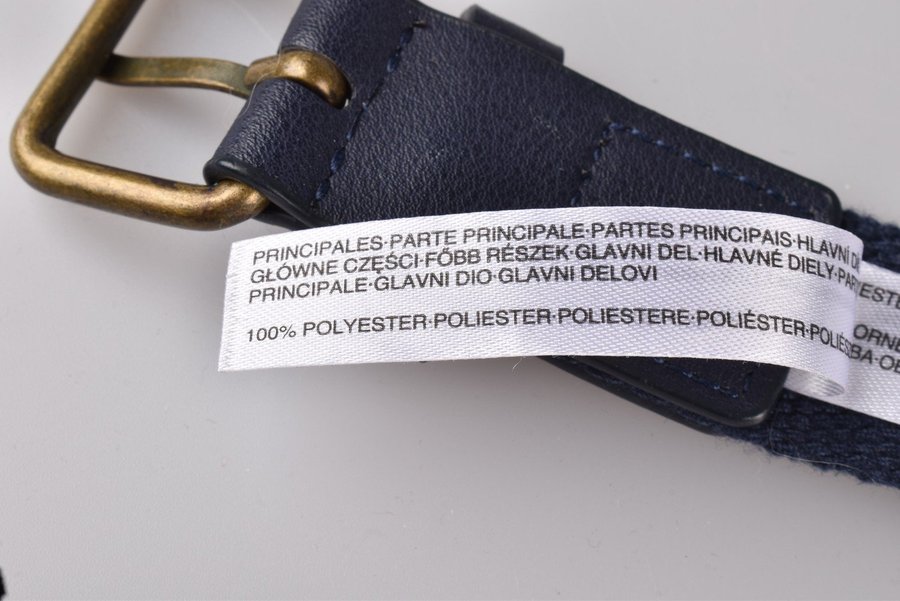 PRINCIPALES·PARTE PRINCIPALE·PARTES PRINCIPAIS·HLAVNÍ
GŁÓWNE CZĘŚCI·FŐBB RÉSZEK·GLAVNI DEL·HLAVNÉ DIELY·
PRINCIPALE·GLAVNI DIO·GLAVNI DELOVI
100% POLYESTER·POLIESTER·POLIESTERE·POLIÉSTER·